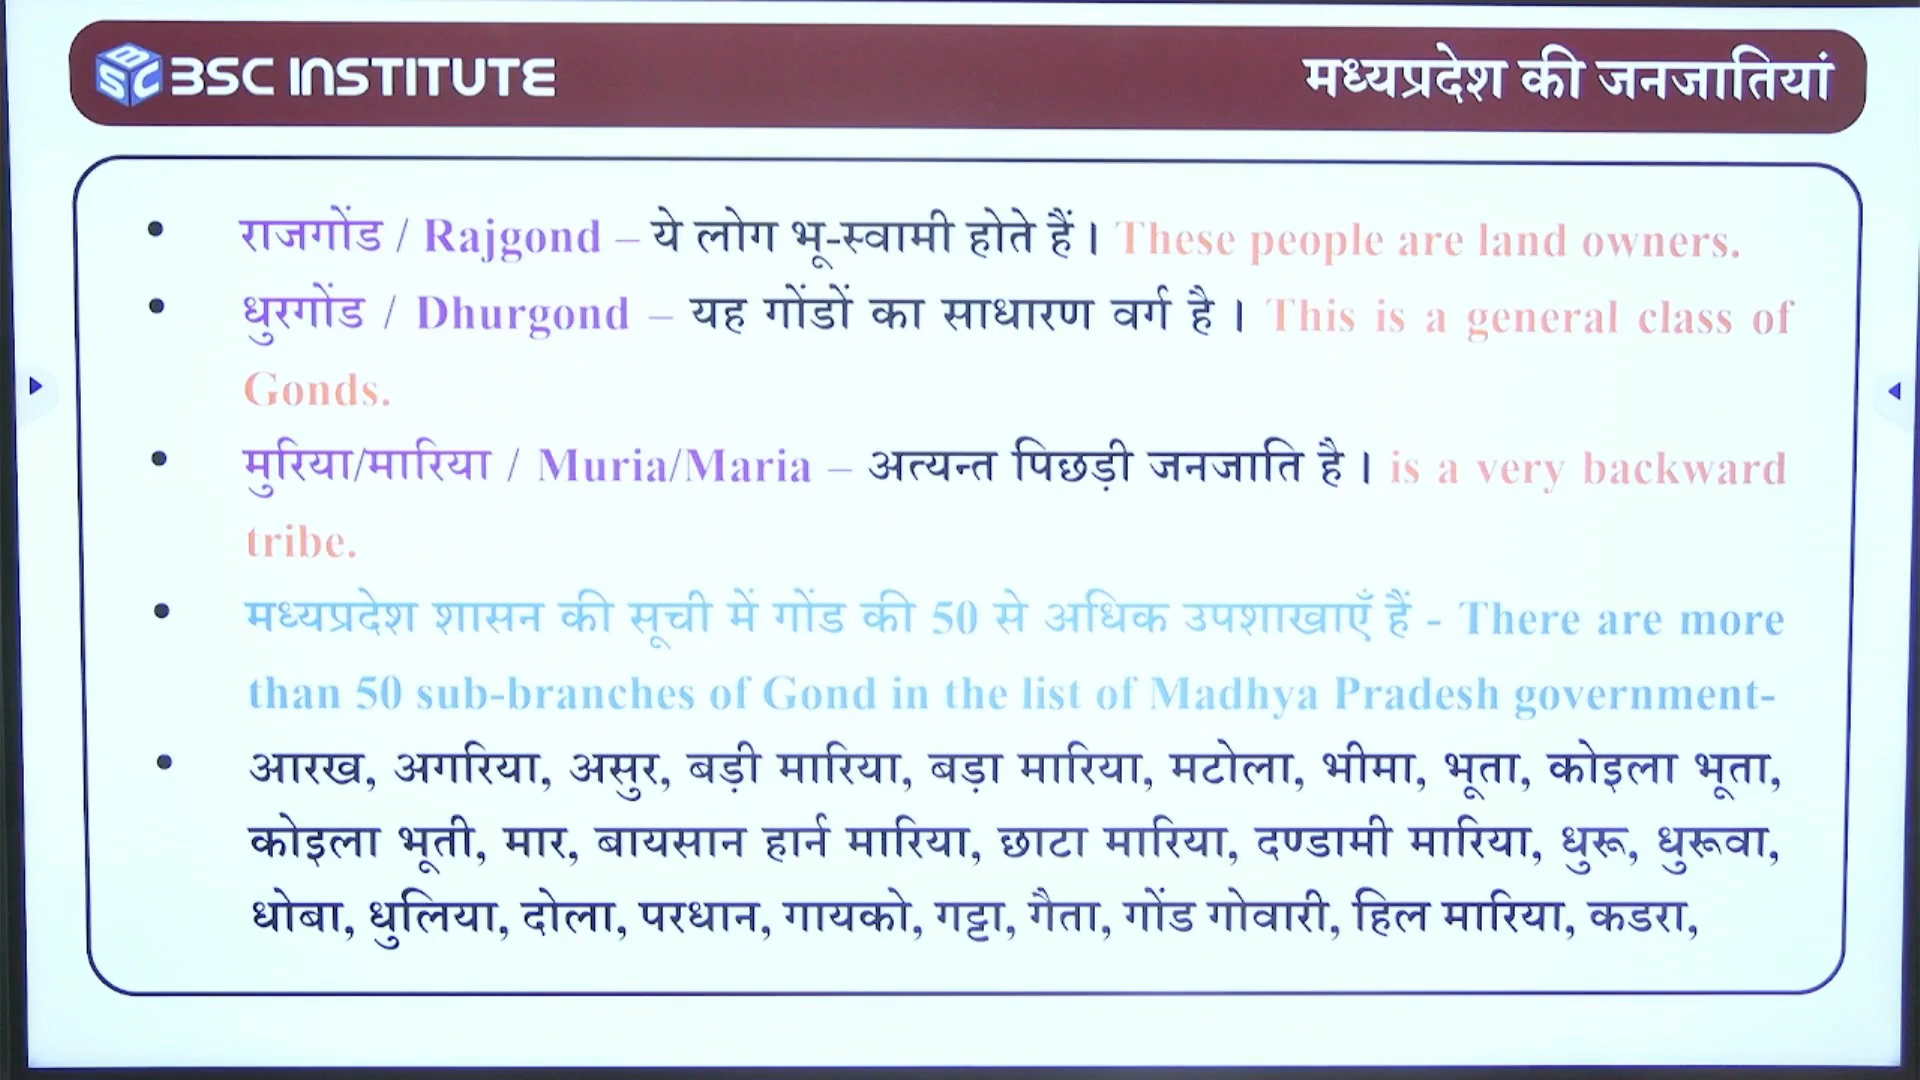 BSC INSTITUTE
मध्यप्रदेश की जनजातियां
• राजगोंड / Rajgond – ये लोग भू-स्वामी होते हैं । These people are land owners.
• धुरगोंड / Dhurgond – यह गोंडों का साधारण वर्ग है । This is a general class of
Gonds.
• मुरिया/मारिया / Muria/Maria – अत्यन्त पिछड़ी जनजाति है । is a very backward
tribe.
• मध्यप्रदेश शासन की सूची में गोंड की 50 से अधिक उपशाखाएँ हैं - There are more
than 50 sub-branches of Gond in the list of Madhya Pradesh government-
• आरख, अगरिया, असुर, बड़ी मारिया, बड़ा मारिया, मटोला, भीमा, भूता, कोइला भूता,
कोइला भूती, मार, बायसान हार्न मारिया, छाटा मारिया, दण्डामी मारिया, धुरू, धुरूवा,
धोबा, धुलिया, दोला, परधान, गायको, गट्टा, गैता, गोंड गोवारी, हिल मारिया, कडरा,